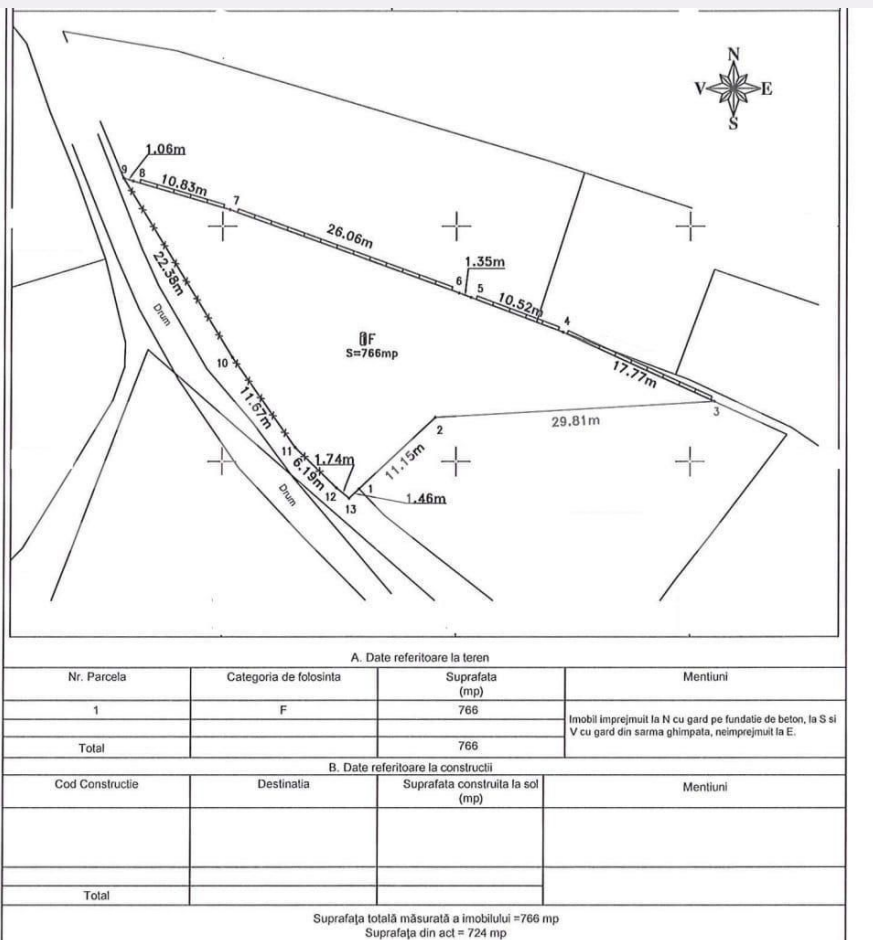 N
V E
S
1.06m
9 8
10.83m
7
26.06m
1.35m
6 5
10.52m
4
22.38m
Drum
F
S=766mp
17.77m
10
3
29.81m
2
11.67m
11.15m
11
1.74m
6.19m
1
12
1.46m
13
Drum
A. Date referitoare la teren
Nr. Parcela Categoria de folosinta Suprafata Mentiuni
(mp)
1 F 766
Imobil imprejmuit la N cu gard pe fundatie de beton, la S si
V cu gard din sarma ghimpata, neimprejmuit la E.
Total 766
B. Date referitoare la constructii
Cod Constructie Destinatia Suprafata construita la sol Mentiuni
(mp)
Total
Suprafaţa totală măsurată a imobilului =766 mp
Suprafaţa din act = 724 mp